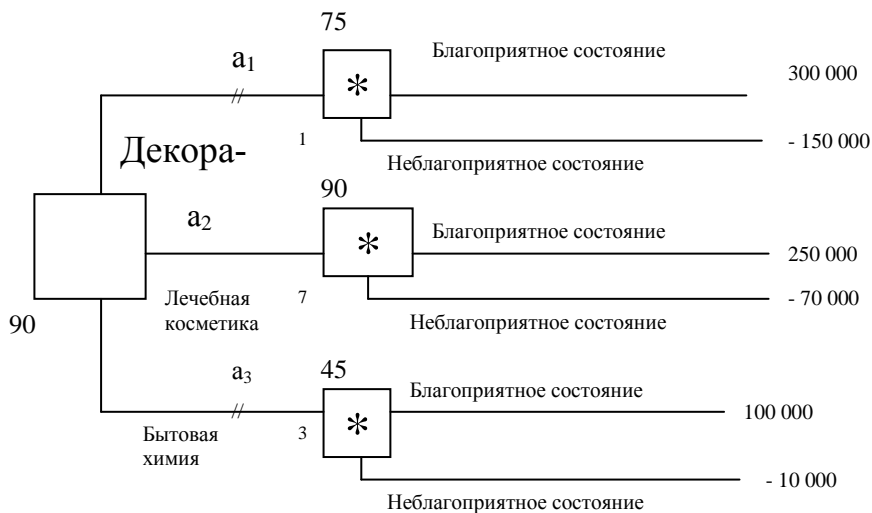 75
a1
Благоприятное состояние
300 000
*
1
- 150 000
Декора-
Неблагоприятное состояние
90
a2
*
Благоприятное состояние
250 000
Лечебная
косметика
7
- 70 000
90
Неблагоприятное состояние
a3
45
Благоприятное состояние
100 000
*
Бытовая
химия
3
- 10 000
Неблагоприятное состояние